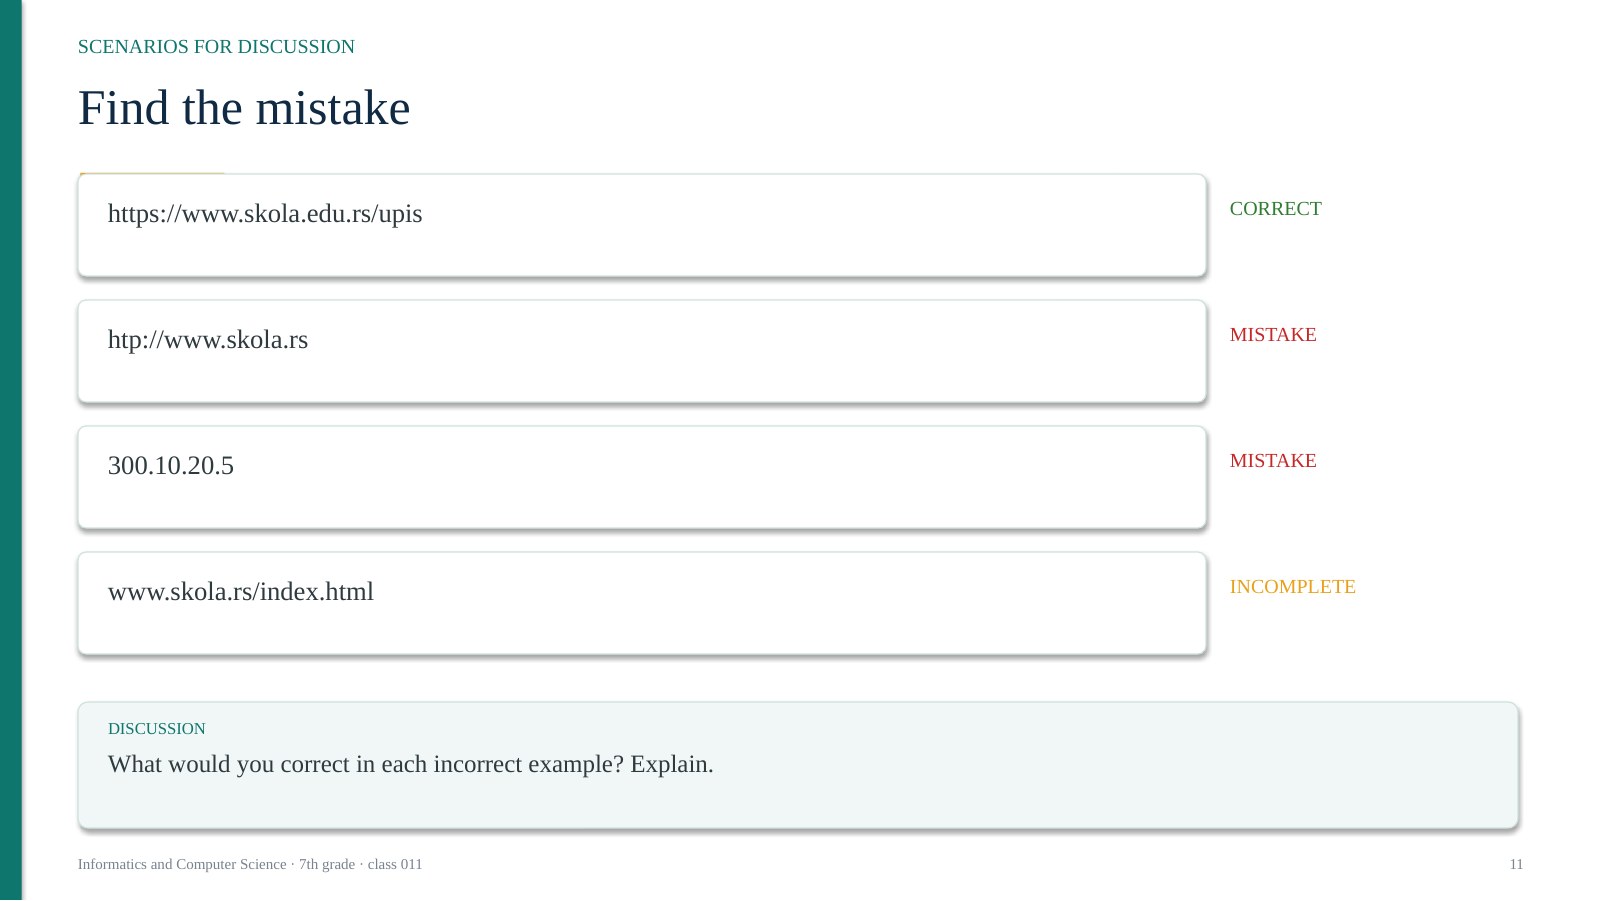 SCENARIOS FOR DISCUSSION
Find the mistake
https://www.skola.edu.rs/upis
CORRECT
htp://www.skola.rs
MISTAKE
300.10.20.5
MISTAKE
www.skola.rs/index.html
INCOMPLETE
DISCUSSION
What would you correct in each incorrect example? Explain.
Informatics and Computer Science · 7th grade · class 011
11